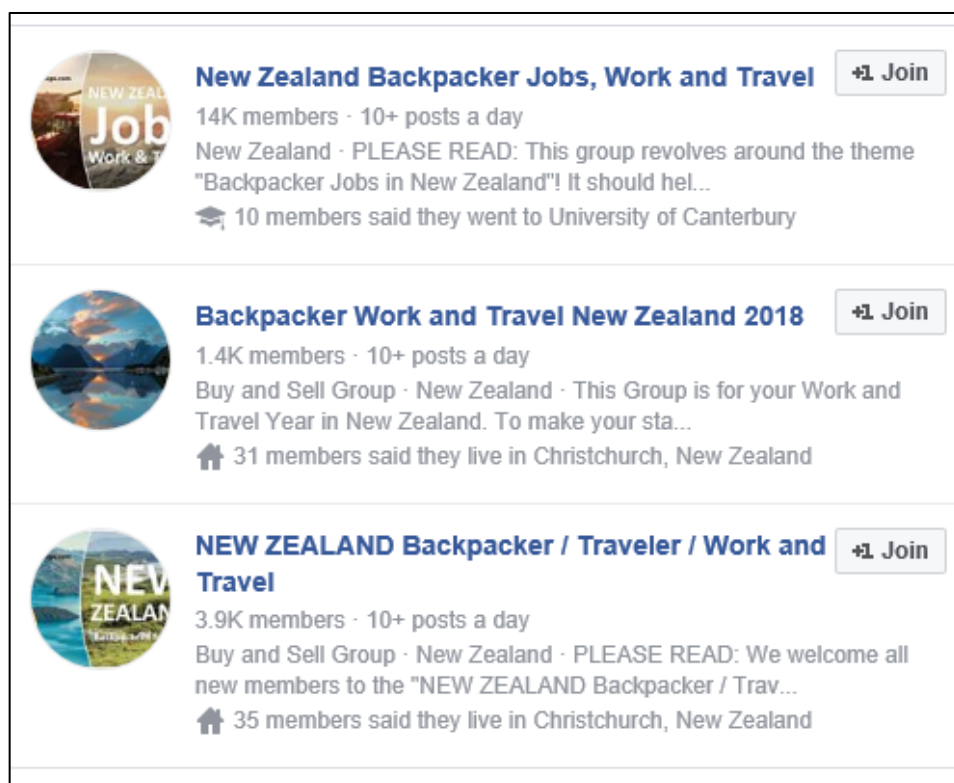 NEW ZEAL
Job
Work & T
New Zealand Backpacker Jobs, Work and Travel
+1 Join
14K members · 10+ posts a day
New Zealand · PLEASE READ: This group revolves around the theme
"Backpacker Jobs in New Zealand"! It should hel...
10 members said they went to University of Canterbury
Backpacker Work and Travel New Zealand 2018
+1 Join
1.4K members · 10+ posts a day
Buy and Sell Group · New Zealand · This Group is for your Work and
Travel Year in New Zealand. To make your sta...
31 members said they live in Christchurch, New Zealand
NEW
ZEALAN
NEW ZEALAND Backpacker / Traveler / Work and
Travel
+1 Join
3.9K members · 10+ posts a day
Buy and Sell Group · New Zealand · PLEASE READ: We welcome all
new members to the "NEW ZEALAND Backpacker / Trav...
35 members said they live in Christchurch, New Zealand